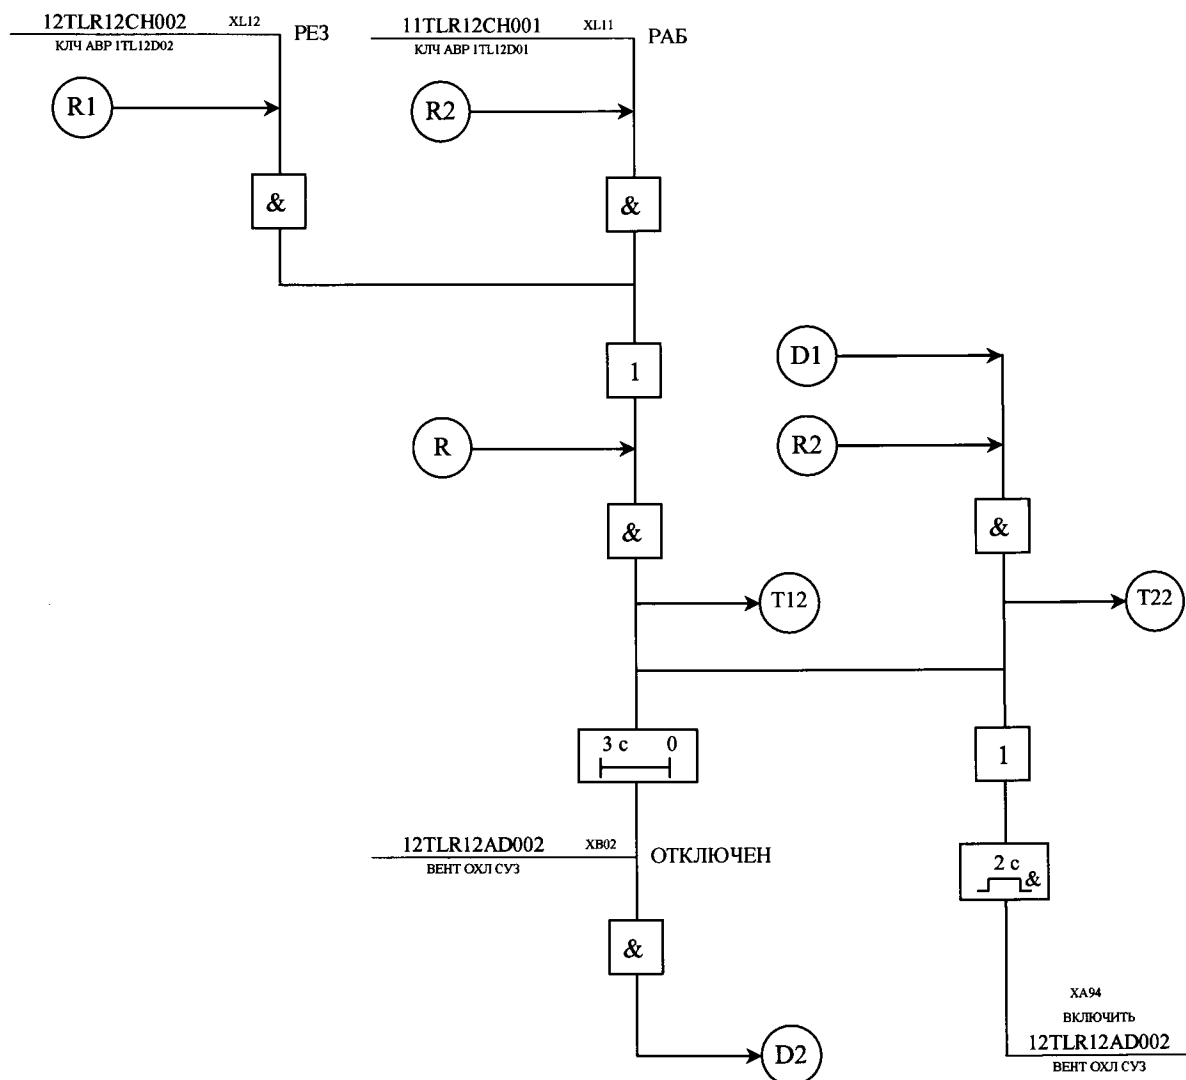 12TLR12CH002 XL12 РЕЗ
КЛЧ АВР 1TL12D02
11TLR12CH001 XL11 РАБ
КЛЧ АВР 1TL12D01
R1
R2
&
&
1
D1
R
R2
&
&
T12
T22
3 с 0
1
12TLR12AD002 XB02 ОТКЛЮЧЕН
ВЕНТ ОХЛ СУЗ
2 с
&
&
XA94
ВКЛЮЧИТЬ
12TLR12AD002
ВЕНТ ОХЛ СУЗ
D2